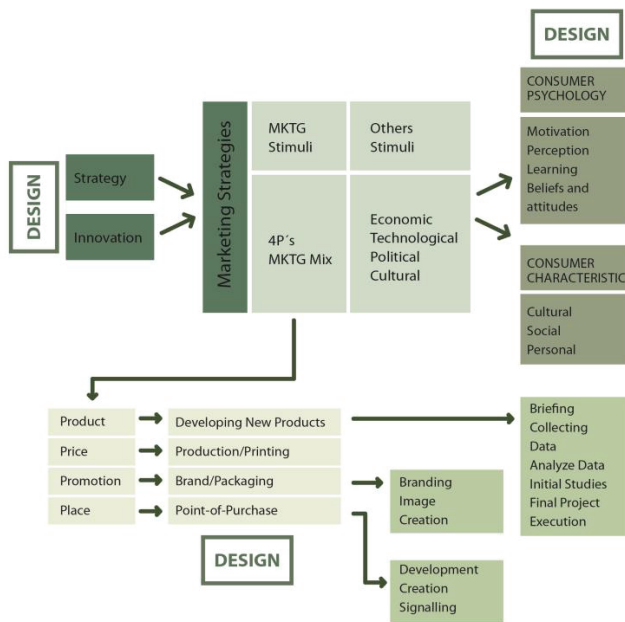 DESIGN
Strategy
Innovation
Marketing Strategies
MKTG
Stimuli
Others
Stimuli
4P´s
MKTG Mix
Economic
Technological
Political
Cultural
DESIGN
CONSUMER
PSYCHOLOGY
Motivation
Perception
Learning
Beliefs and
attitudes
CONSUMER
CHARACTERISTIC
Cultural
Social
Personal
Product
Developing New Products
Price
Production/Printing
Promotion
Brand/Packaging
Place
Point-of-Purchase
DESIGN
Branding
Image
Creation
Development
Creation
Signalling
Briefing
Collecting
Data
Analyze Data
Initial Studies
Final Project
Execution